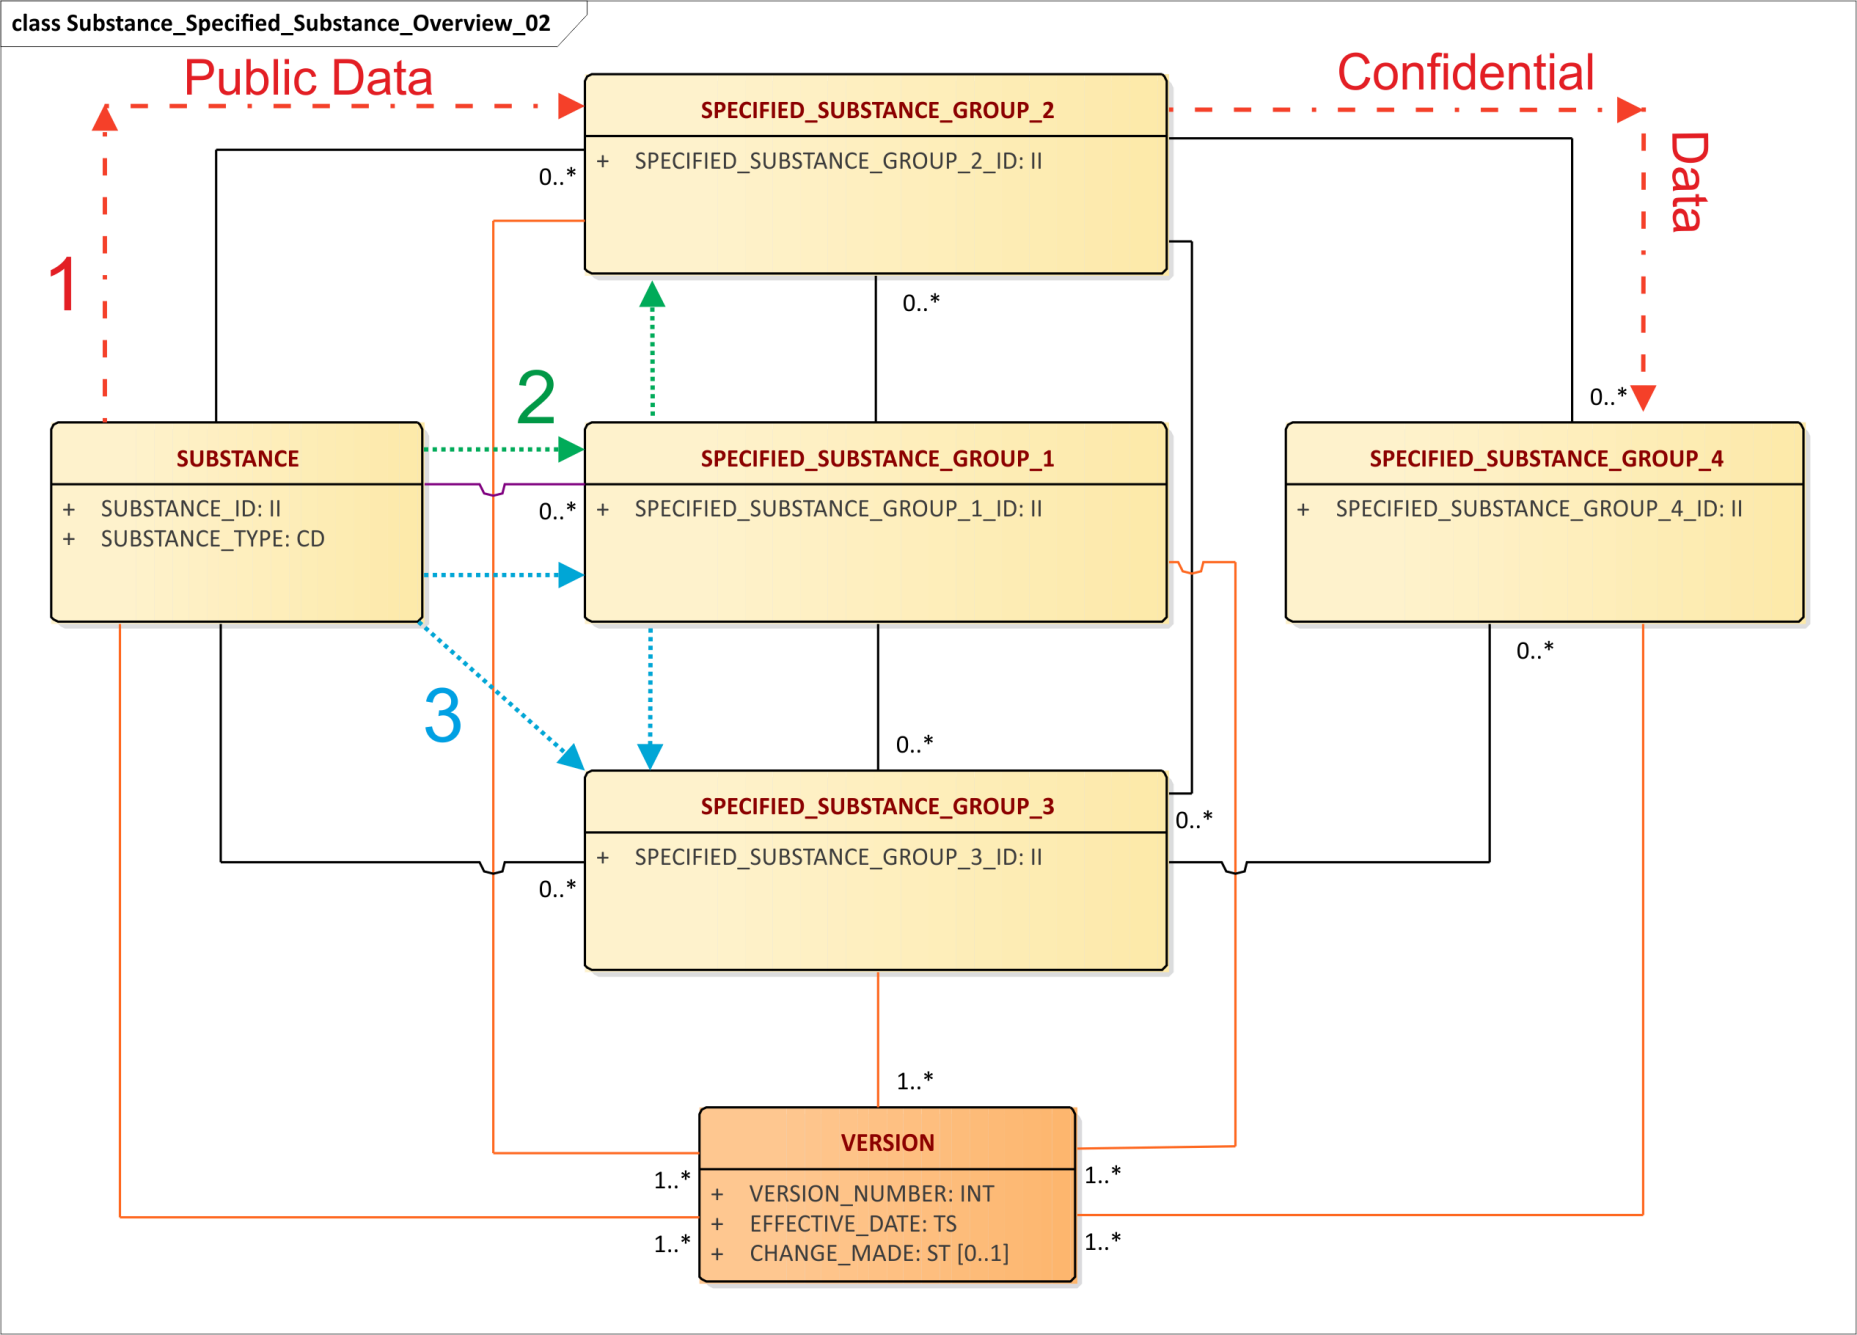 class Substance_Specified_Substance_Overview_02
Public Data
Confidential
Data
SPECIFIED_SUBSTANCE_GROUP_2
+ SPECIFIED_SUBSTANCE_GROUP_2_ID: II
0..*
0..*
1
2
0..*
SUBSTANCE
+ SUBSTANCE_ID: II
+ SUBSTANCE_TYPE: CD
SPECIFIED_SUBSTANCE_GROUP_1
+ SPECIFIED_SUBSTANCE_GROUP_1_ID: II
0..*
SPECIFIED_SUBSTANCE_GROUP_4
+ SPECIFIED_SUBSTANCE_GROUP_4_ID: II
0..*
3
0..*
SPECIFIED_SUBSTANCE_GROUP_3
+ SPECIFIED_SUBSTANCE_GROUP_3_ID: II
0..*
0..*
1..*
VERSION
+ VERSION_NUMBER: INT
+ EFFECTIVE_DATE: TS
+ CHANGE_MADE: ST [0..1]
1..*
1..*
1..*
1..*